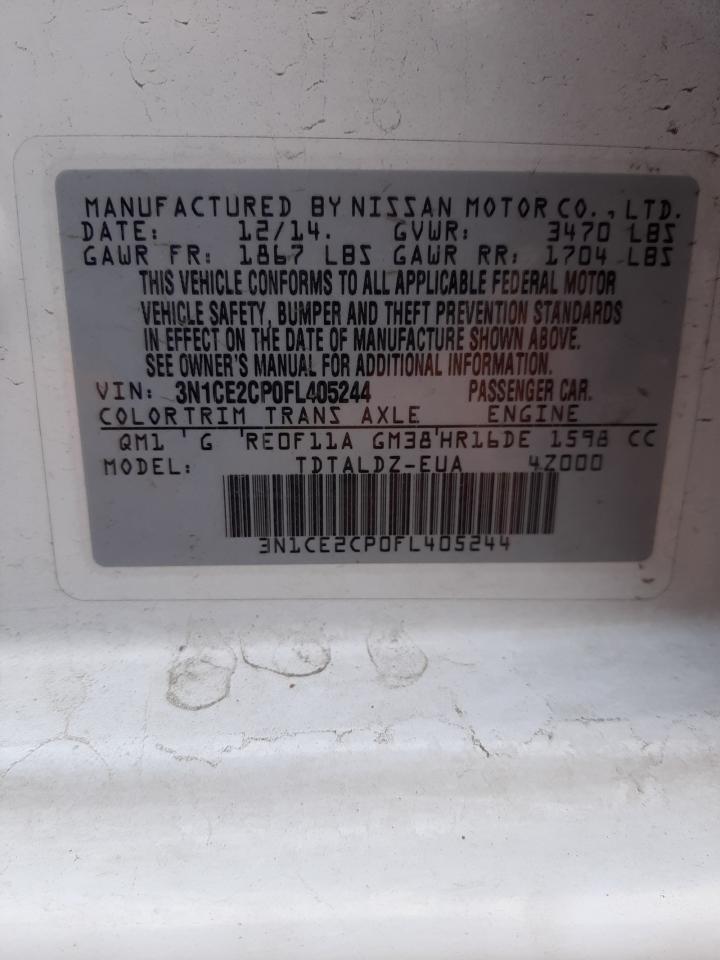 MANUFACTURED BY NISSAN MOTOR CO., LTD.
DATE: 12/14. GVWR: 3470 LBS
GAWR FR: 1867 LBS GAWR RR: 1704 LBS
THIS VEHICLE CONFORMS TO ALL APPLICABLE FEDERAL MOTOR
VEHICLE SAFETY, BUMPER AND THEFT PREVENTION STANDARDS
IN EFFECT ON THE DATE OF MANUFACTURE SHOWN ABOVE.
SEE OWNER'S MANUAL FOR ADDITIONAL INFORMATION.
VIN: 3N1CE2CP0FL405244 PASSENGER CAR.
COLOR TRIM TRANS AXLE ENGINE
QM1 ' G 'RE0F11A GM38'HR16DE 1598 CC
MODEL: TDTALDZ-EUA 4Z000
3N1CE2CP0FL405244